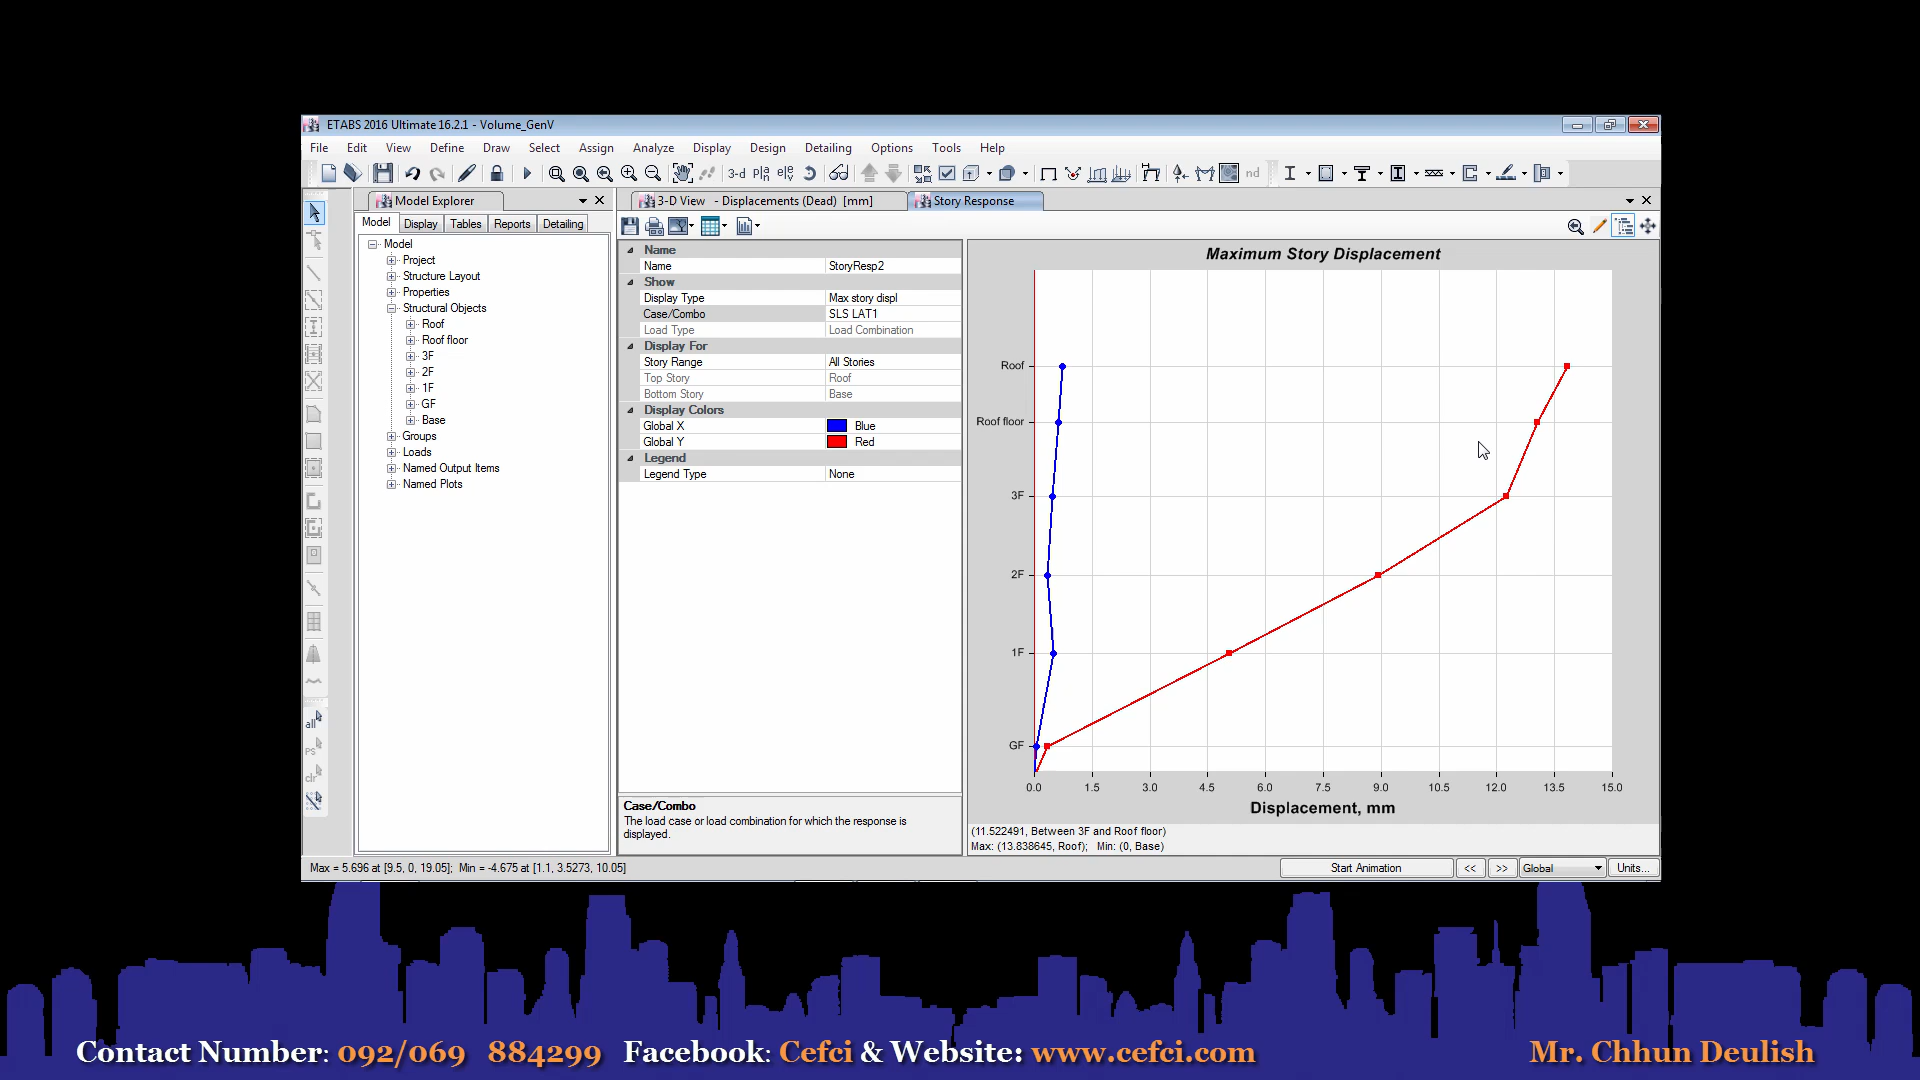 ETABS 2016 Ultimate 16.2.1 - Volume_GenV
File Edit View Define Draw Select Assign Analyze Display Design Detailing Options Tools Help
3-d pla ele nd
Model Explorer
3-D View - Displacements (Dead) [mm]
Story Response
Model Display Tables Reports Detailing
Model
Project
Structure Layout
Properties
Structural Objects
Roof
Roof floor
3F
2F
1F
GF
Base
Groups
Loads
Named Output Items
Named Plots
all
PS
clr
Name
Name StoryResp2
Show
Display Type Max story displ
Case/Combo SLS LAT1
Load Type Load Combination
Display For
Story Range All Stories
Top Story Roof
Bottom Story Base
Display Colors
Global X Blue
Global Y Red
Legend
Legend Type None
Case/Combo
The load case or load combination for which the response is
displayed.
Maximum Story Displacement
Roof
Roof floor
3F
2F
1F
GF
0.0 1.5 3.0 4.5 6.0 7.5 9.0 10.5 12.0 13.5 15.0
Displacement, mm
(11.522491, Between 3F and Roof floor)
Max: (13.838645, Roof); Min: (0, Base)
Max = 5.696 at [9.5, 0, 19.05]; Min = -4.675 at [1.1, 3.5273, 10.05]
Start Animation << >> Global Units...
Contact Number: 092/069 884299 Facebook: Cefci & Website: www.cefci.com
Mr. Chhun Deulish